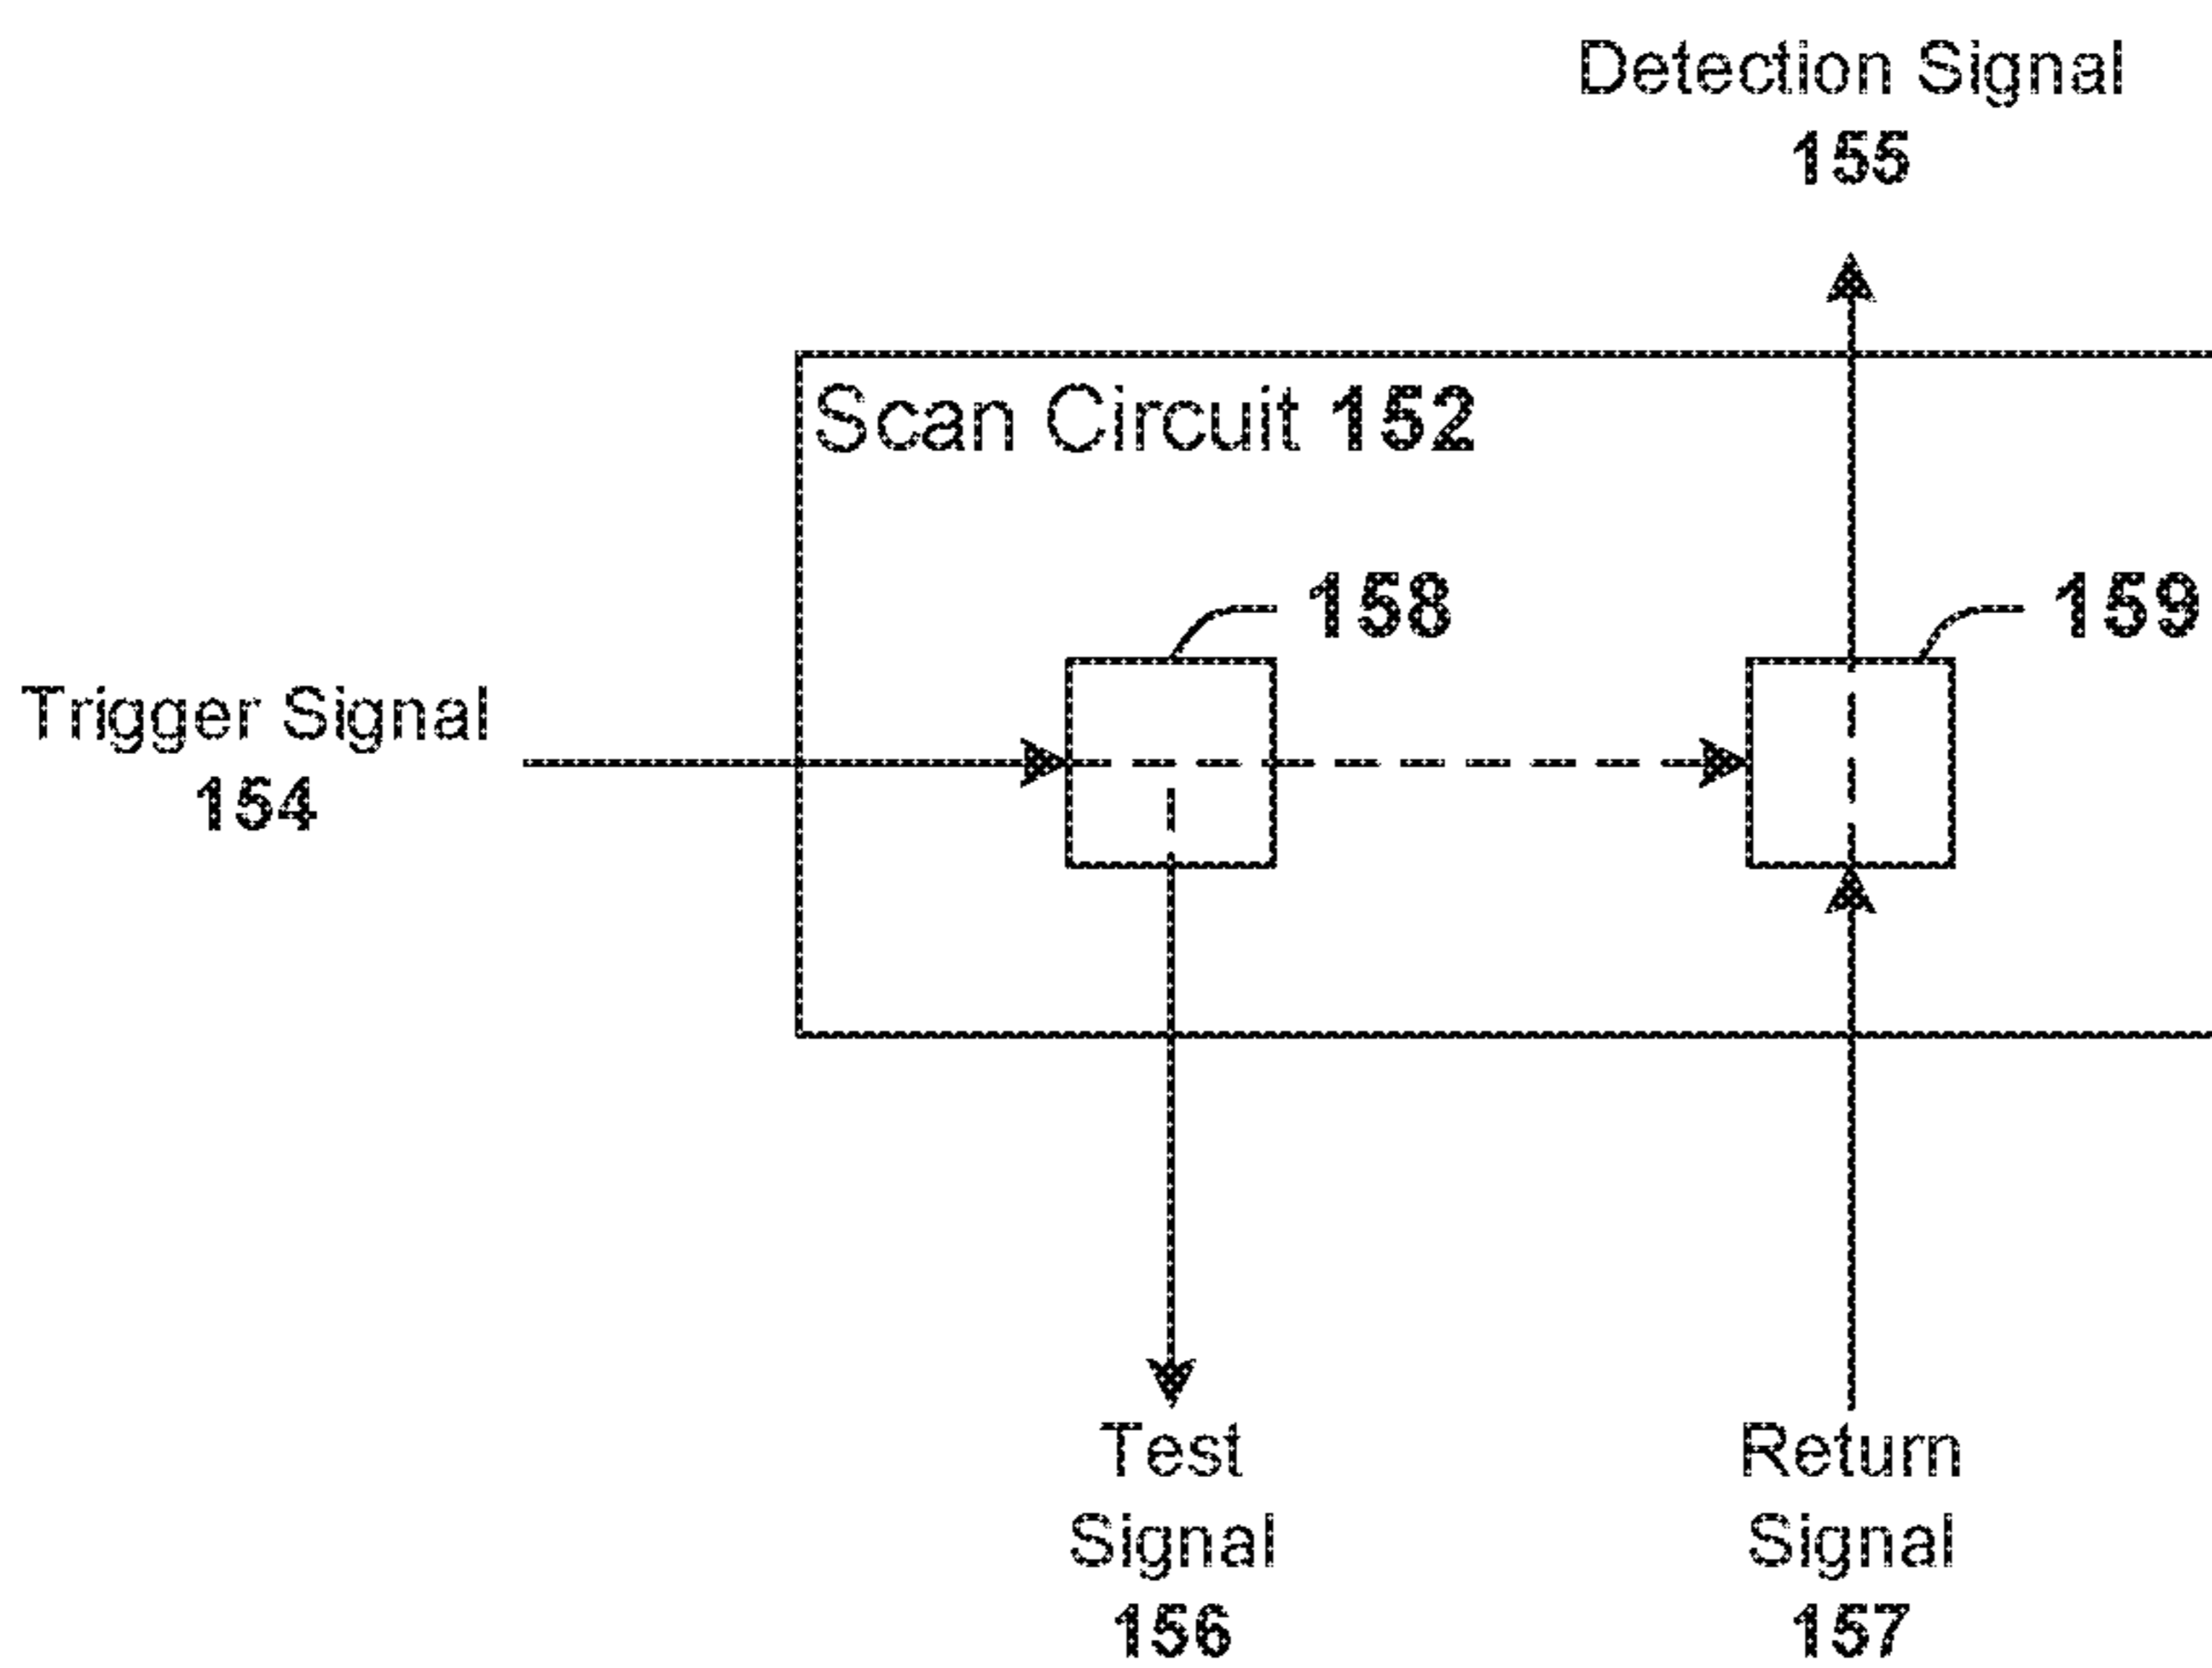 Detection Signal
155
Scan Circuit 152
158
159
Trigger Signal
154
Test
Signal
156
Return
Signal
157